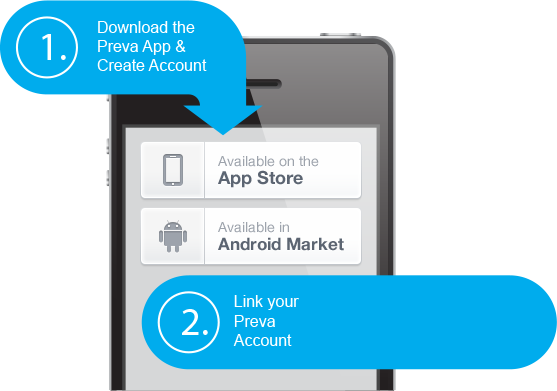 1.
Download the
Preva App &
Create Account
Available on the
App Store
Available in
Android Market
2.
Link your
Preva
Account